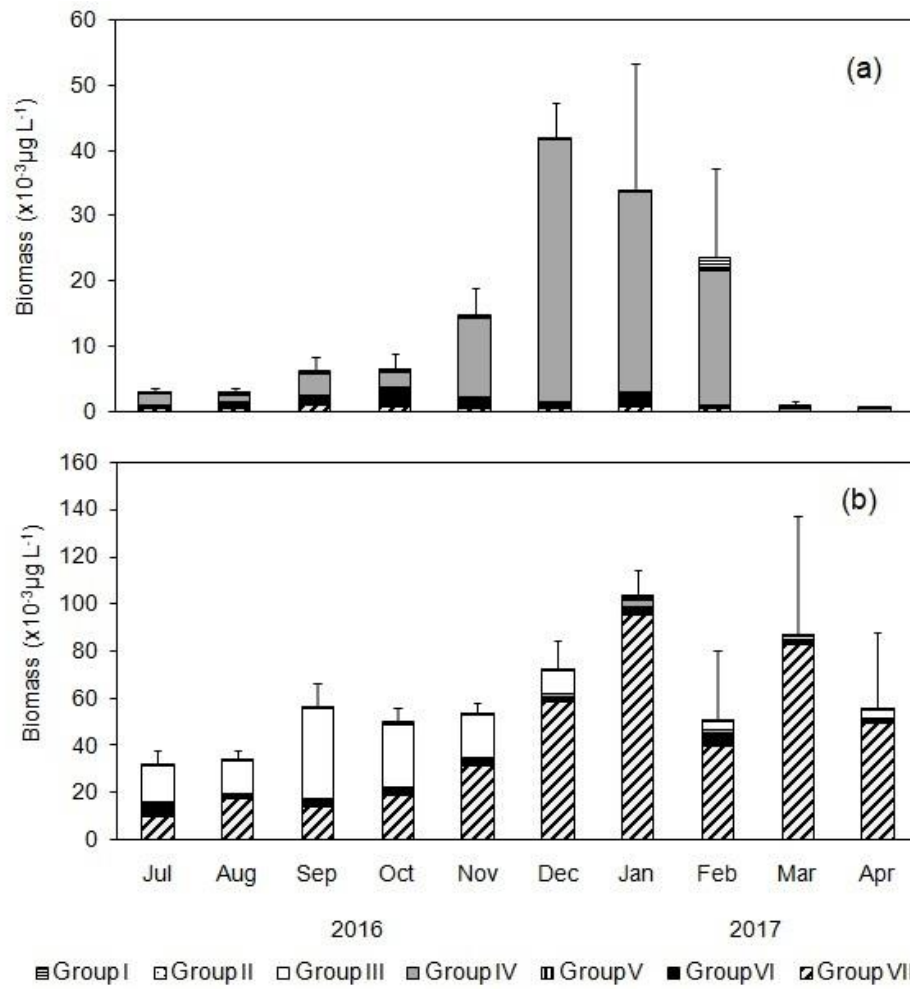 60
(a)
50
40
30
20
10
0
Biomass (x10-3µg L-1)
160
(b)
140
120
100
80
60
40
20
0
Biomass (x10-3µg L-1)
Jul Aug Sep Oct Nov Dec Jan Feb Mar Apr
2016 2017
Group I Group II Group III Group IV Group V Group VI Group VII